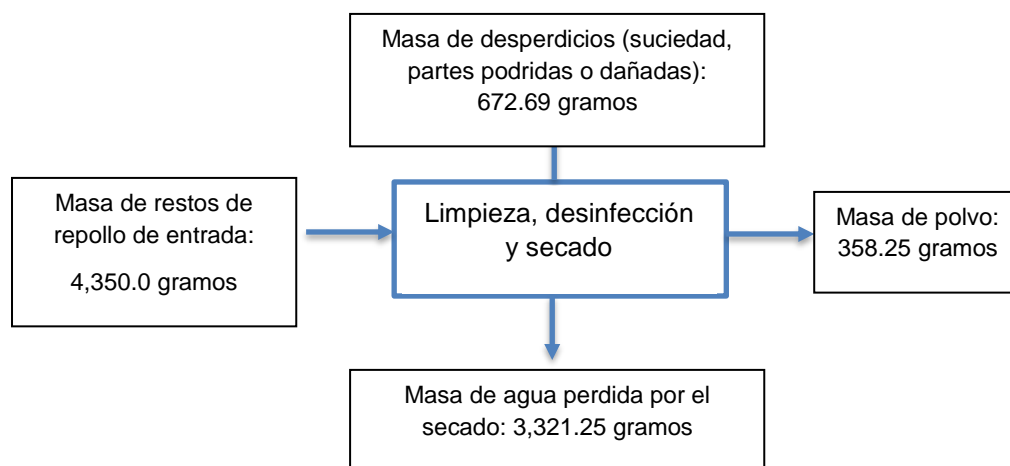 Masa de desperdicios (suciedad,
partes podridas o dañadas):
672.69 gramos
Masa de restos de
repollo de entrada:
4,350.0 gramos
Limpieza, desinfección
y secado
Masa de polvo:
358.25 gramos
Masa de agua perdida por el
secado: 3,321.25 gramos